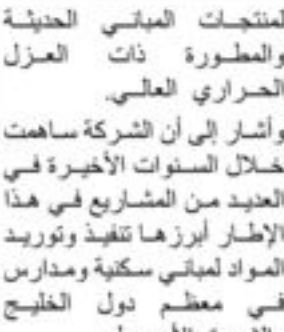 لمنتجات المباني الحديثة
والمطورة ذات العزل
الحراري العالي.
وأشار إلى أن الشركة ساهمت
خلال السنوات الأخيرة في
العديد من المشاريع في هذا
الإطار أبرزها تنفيذ وتوريد
المواد لمباني سكنية ومدارس
في معظم دول الخليج